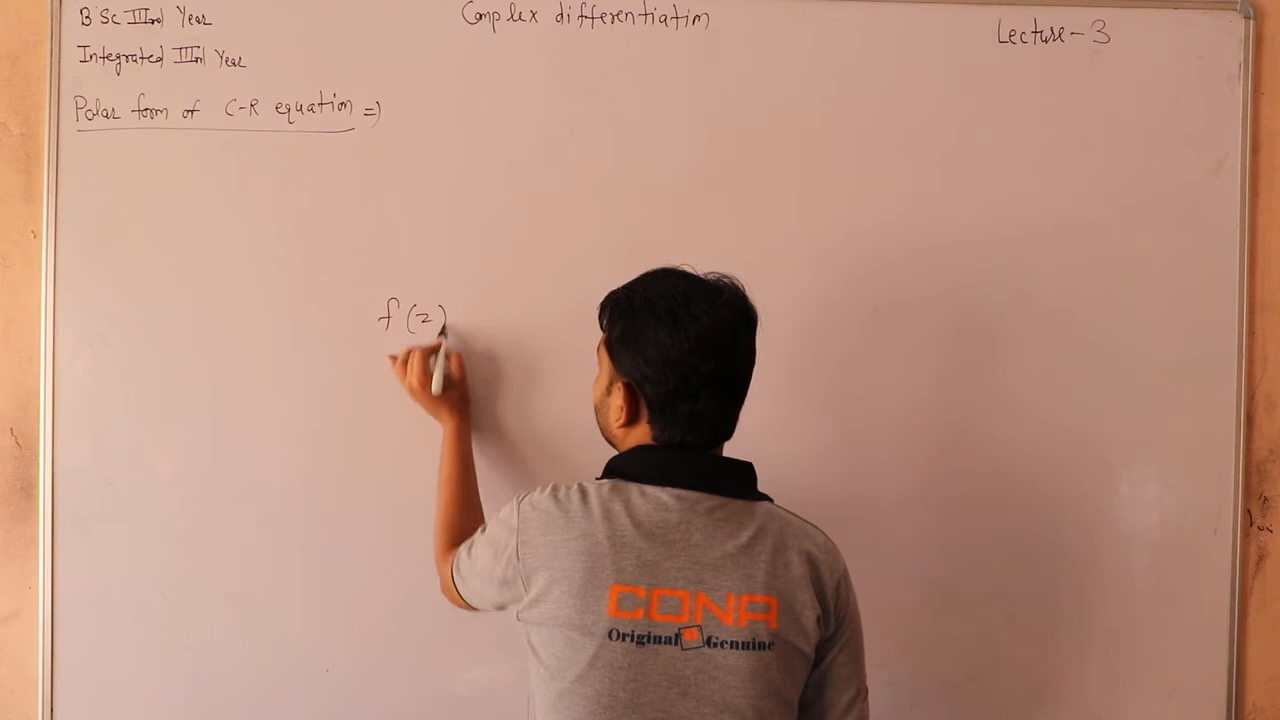 B Sc IIIrd Year
Complex differentiation
Lecture-3
Integrated IIIrd Year
Polar form of C-R equation =)
f(z)
CONA
Original Genuine